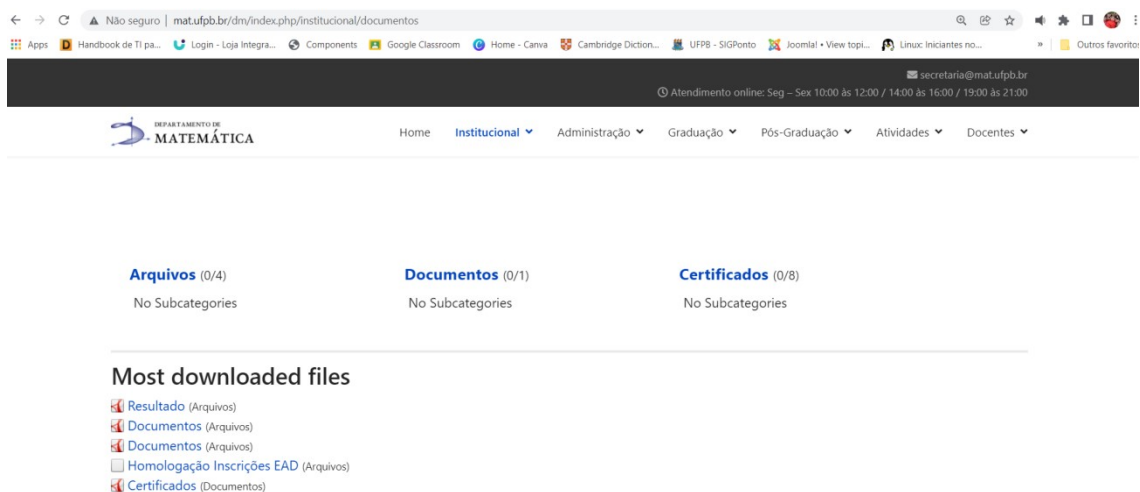 Não seguro | mat.ufpb.br/dm/index.php/institucional/documentos
Apps Handbook de TI pa... Login - Loja Integra... Components Google Classroom Home - Canva Cambridge Diction... UFPB - SIGPonto Joomla! • View topi... Linux: Iniciantes no... » Outros favoritos
secretaria@mat.ufpb.br
Atendimento online: Seg – Sex 10:00 às 12:00 / 14:00 às 16:00 / 19:00 às 21:00
DEPARTAMENTO DE
MATEMÁTICA
Home Institucional Administração Graduação Pós-Graduação Atividades Docentes
Arquivos (0/4) Documentos (0/1) Certificados (0/8)
No Subcategories No Subcategories No Subcategories
Most downloaded files
Resultado (Arquivos)
Documentos (Arquivos)
Documentos (Arquivos)
Homologação Inscrições EAD (Arquivos)
Certificados (Documentos)